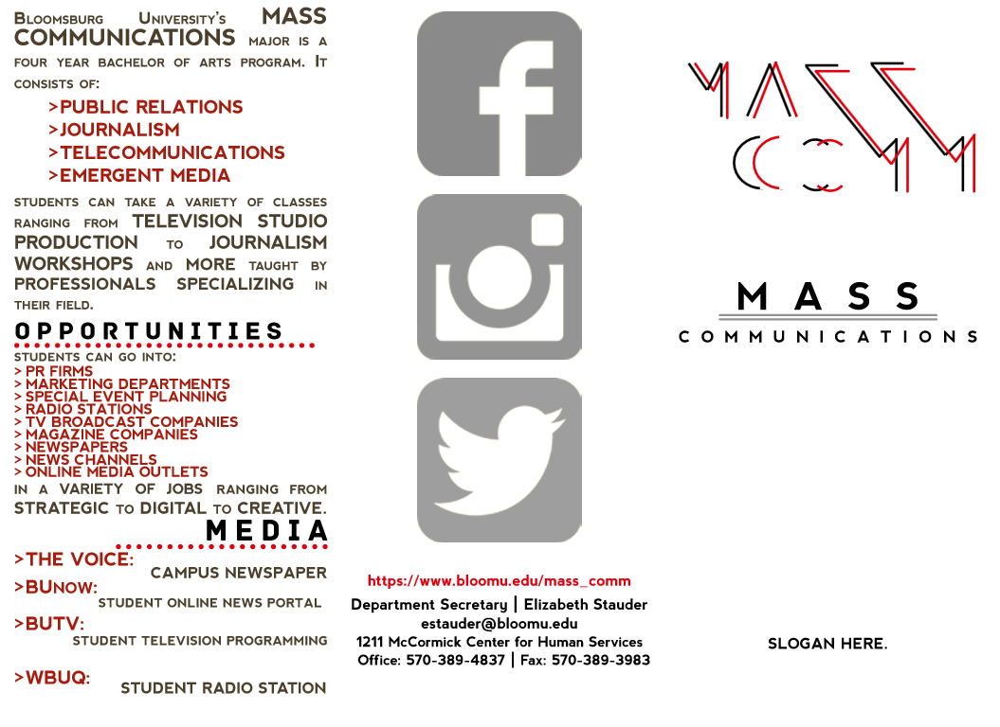 Bloomsburg University's MASS
COMMUNICATIONS MAJOR IS A
FOUR YEAR BACHELOR OF ARTS PROGRAM. IT
CONSISTS OF:
>PUBLIC RELATIONS
>JOURNALISM
>TELECOMMUNICATIONS
>EMERGENT MEDIA
STUDENTS CAN TAKE A VARIETY OF CLASSES
RANGING FROM TELEVISION STUDIO
PRODUCTION TO JOURNALISM
WORKSHOPS AND MORE TAUGHT BY
PROFESSIONALS SPECIALIZING IN
THEIR FIELD.
OPPORTUNITIES
STUDENTS CAN GO INTO:
> PR FIRMS
> MARKETING DEPARTMENTS
> SPECIAL EVENT PLANNING
> RADIO STATIONS
> TV BROADCAST COMPANIES
> MAGAZINE COMPANIES
> NEWSPAPERS
> NEWS CHANNELS
> ONLINE MEDIA OUTLETS
IN A VARIETY OF JOBS RANGING FROM
STRATEGIC TO DIGITAL TO CREATIVE.
MEDIA
>THE VOICE:
CAMPUS NEWSPAPER
>BUNOW:
STUDENT ONLINE NEWS PORTAL
>BUTV:
STUDENT TELEVISION PROGRAMMING
>WBUQ:
STUDENT RADIO STATION
https://www.bloomu.edu/mass_comm
Department Secretary | Elizabeth Stauder
estauder@bloomu.edu
1211 McCormick Center for Human Services
Office: 570-389-4837 | Fax: 570-389-3983
MASS
COMM
MASS
COMMUNICATIONS
SLOGAN HERE.